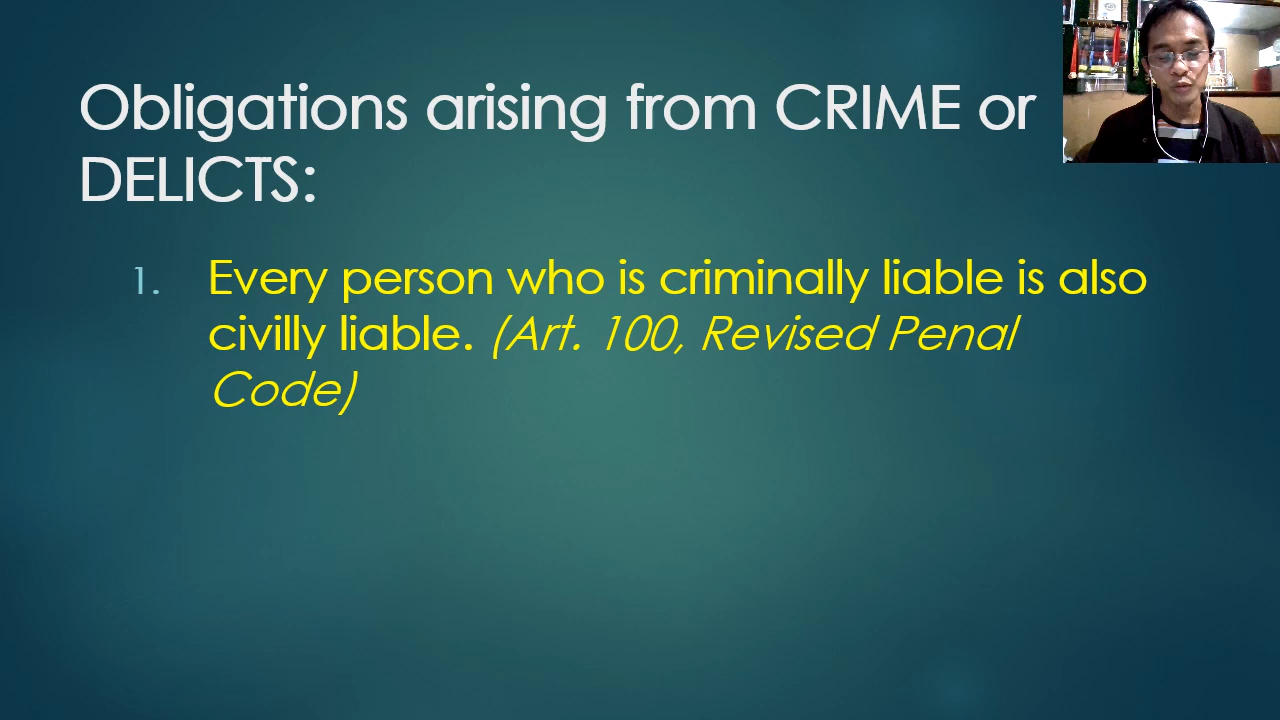 Obligations arising from CRIME or
DELICTS:
1. Every person who is criminally liable is also
civilly liable. (Art. 100, Revised Penal
Code)